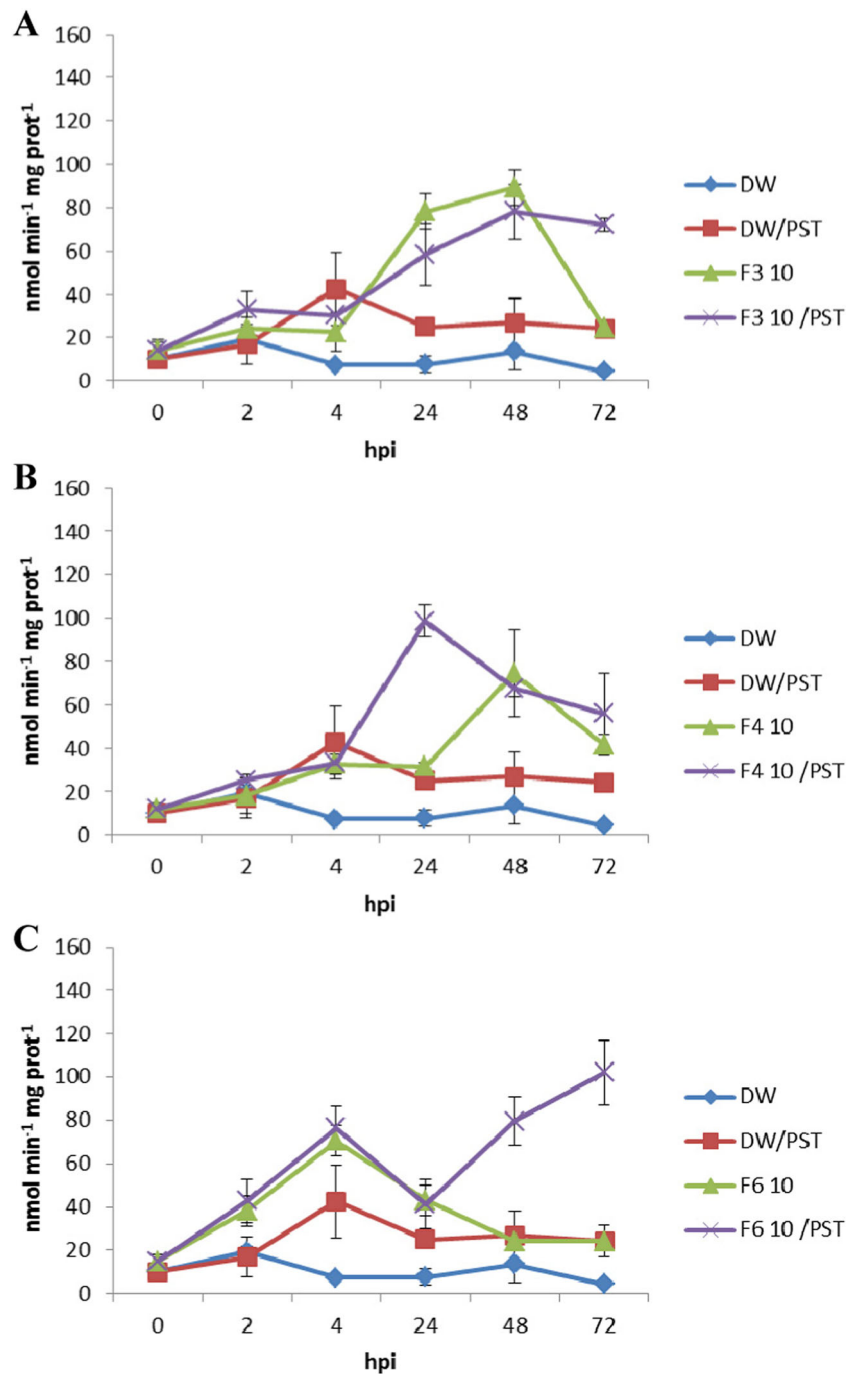 A
160
140
120
100
80
60
40
20
0
nmol min⁻¹ mg prot⁻¹
0 2 4 24 48 72
hpi
DW
DW/PST
F3 10
F3 10 /PST
B
160
140
120
100
80
60
40
20
0
nmol min⁻¹ mg prot⁻¹
0 2 4 24 48 72
hpi
DW
DW/PST
F4 10
F4 10 /PST
C
160
140
120
100
80
60
40
20
0
nmol min⁻¹ mg prot⁻¹
0 2 4 24 48 72
hpi
DW
DW/PST
F6 10
F6 10 /PST